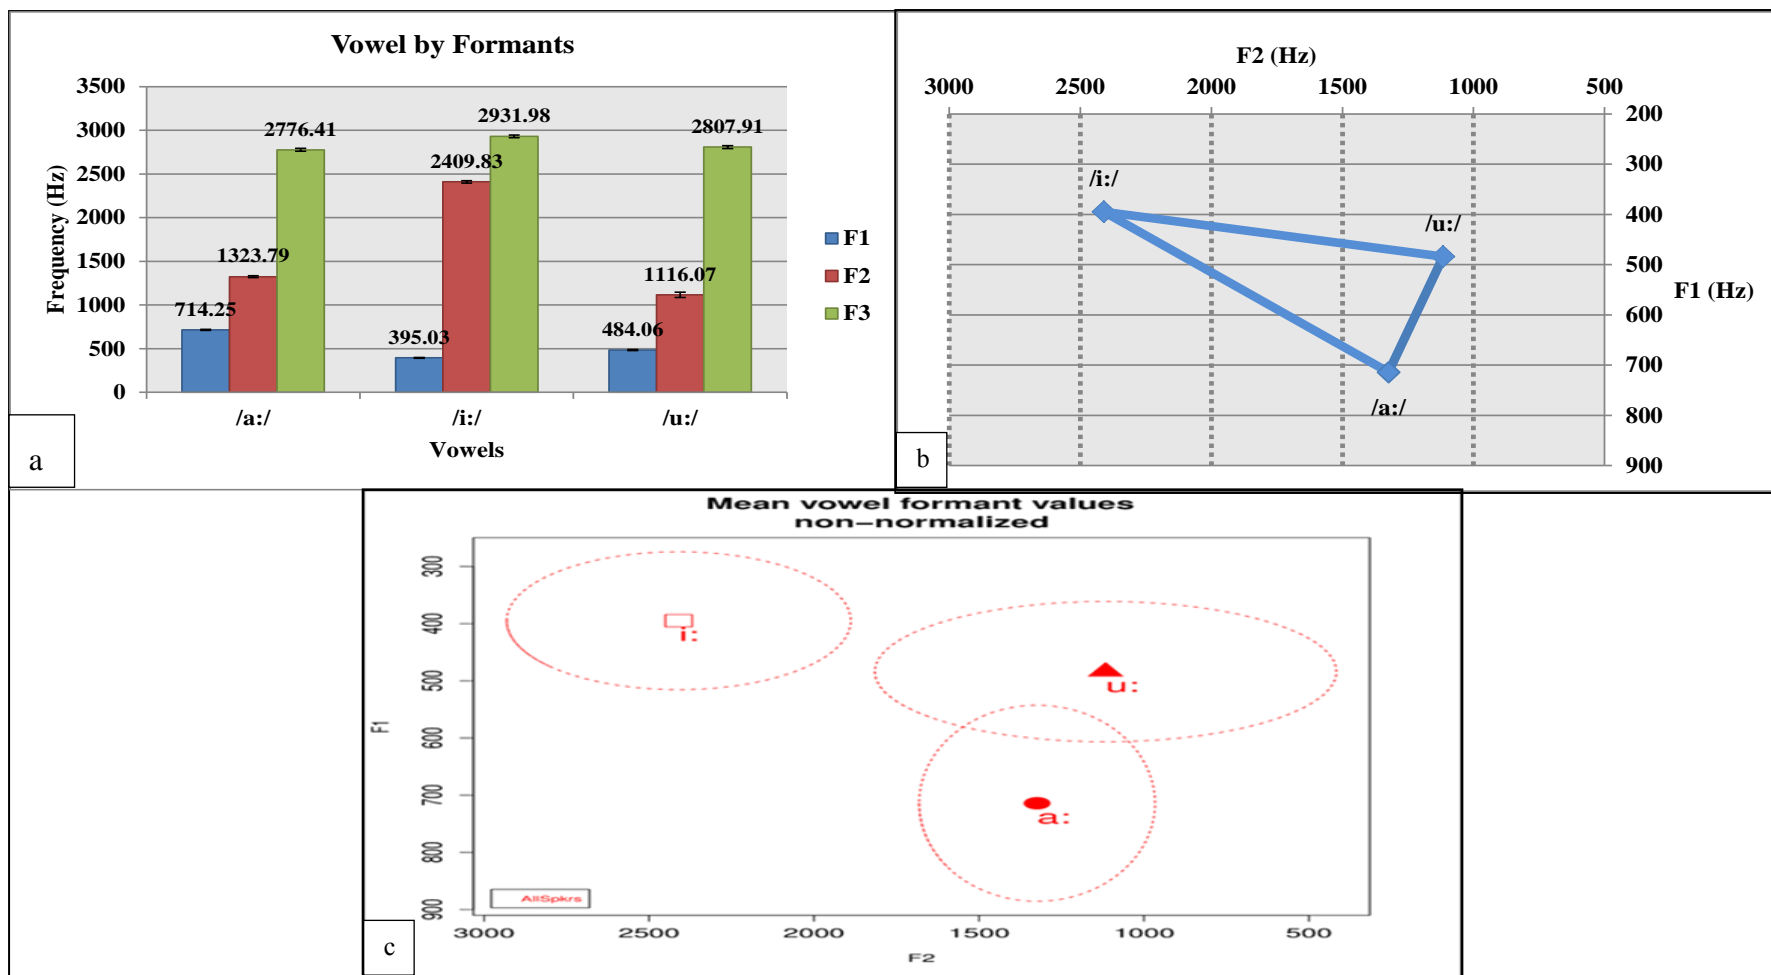 Vowel by Formants
3500
3000
2500
2000
1500
1000
500
0
Frequency (Hz)
2776.41
1323.79
714.25
2931.98
2409.83
395.03
2807.91
1116.07
484.06
/a:/ /i:/ /u:/
Vowels
F1
F2
F3
a
F2 (Hz)
3000 2500 2000 1500 1000 500
200
300
400
500
600
700
800
900
F1 (Hz)
/i:/
/u:/
/a:/
b
Mean vowel formant values
non-normalized
300
400
500
600
700
800
900
F1
i:
u:
a:
AllSpkrs
3000 2500 2000 1500 1000 500
F2
c